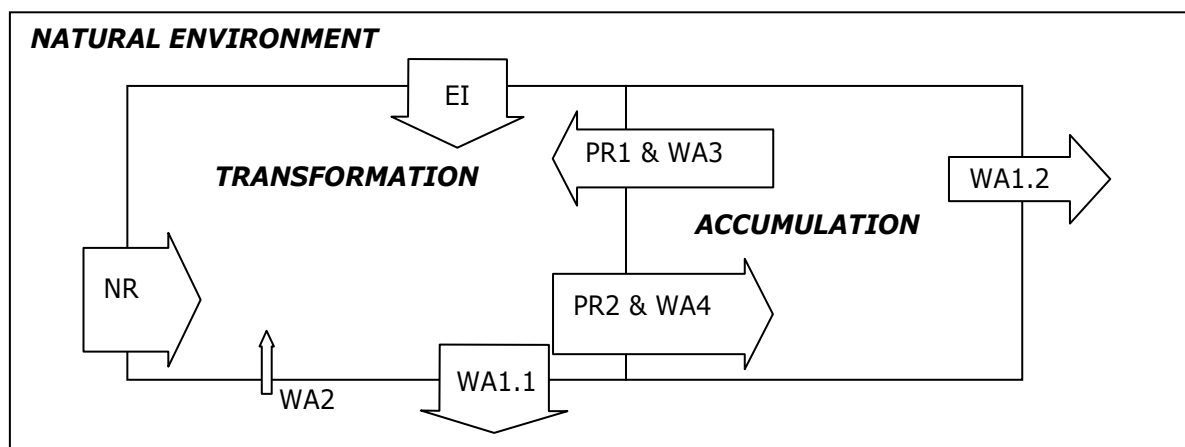 NATURAL ENVIRONMENT
EI
PR1 & WA3
TRANSFORMATION
WA1.2
ACCUMULATION
NR
PR2 & WA4
WA1.1
WA2